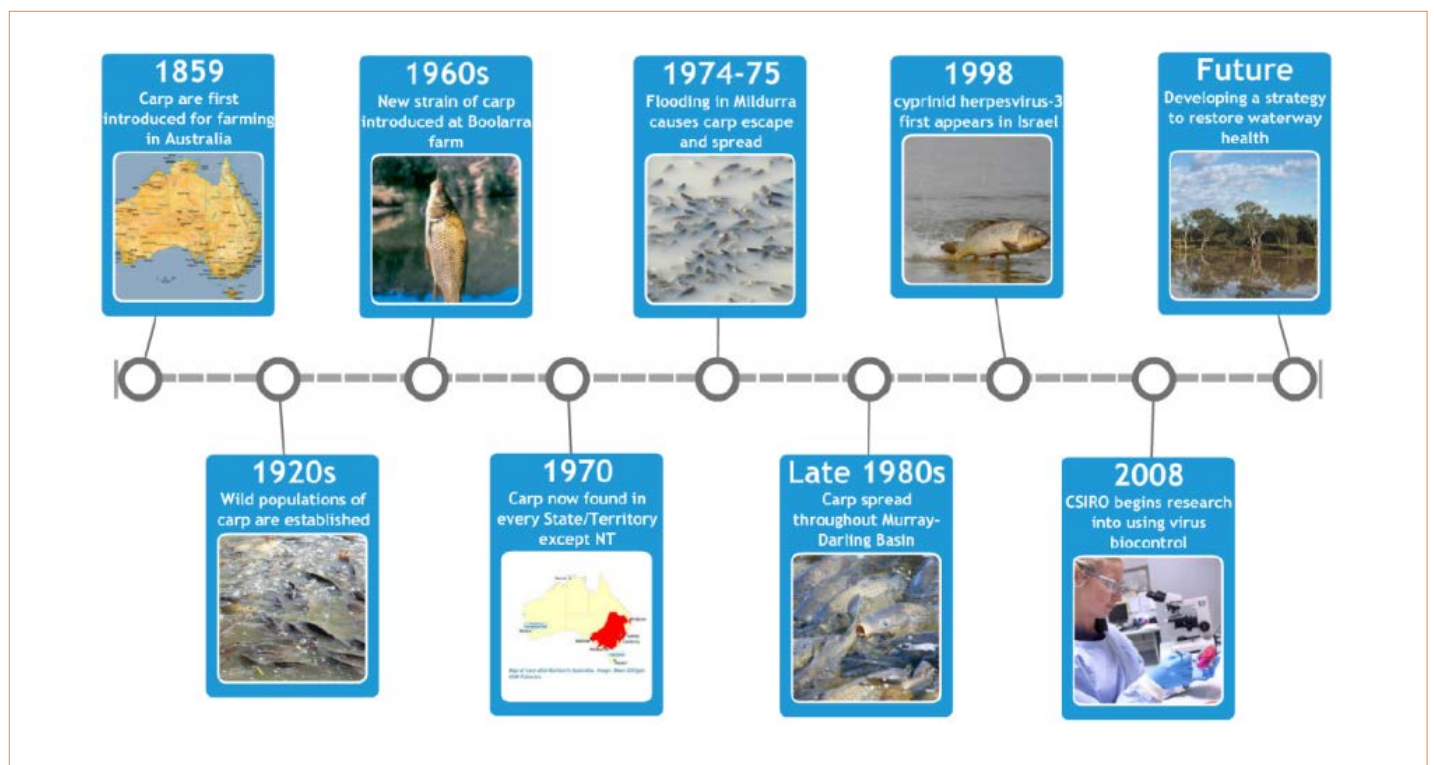 1859
Carp are first
introduced for farming
in Australia
1960s
New strain of carp
introduced at Boolarra
farm
1974-75
Flooding in Mildurra
causes carp escape
and spread
1998
cyprinid herpesvirus-3
first appears in Israel
Future
Developing a strategy
to restore waterway
health
1920s
Wild populations of
carp are established
1970
Carp now found in
every State/Territory
except NT
Late 1980s
Carp spread
throughout Murray-
Darling Basin
2008
CSIRO begins research
into using virus
biocontrol